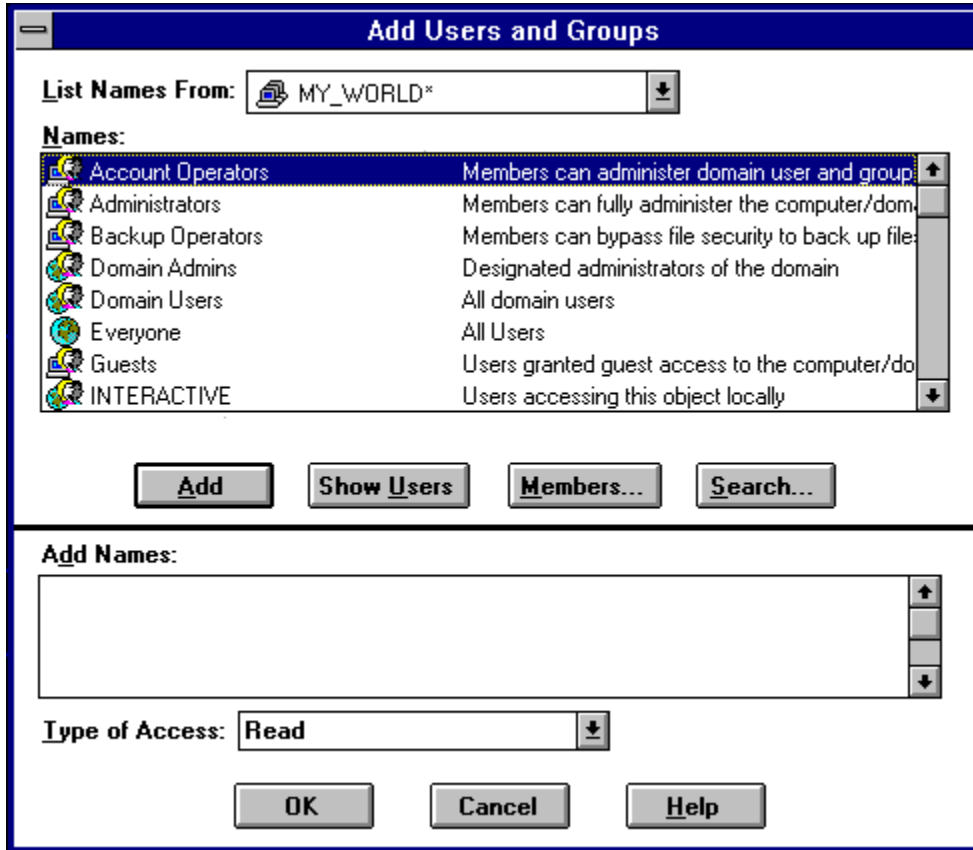 Add Users and Groups
List Names From: MY_WORLD*
Names:
Account Operators Members can administer domain user and group
Administrators Members can fully administer the computer/dom
Backup Operators Members can bypass file security to back up files
Domain Admins Designated administrators of the domain
Domain Users All domain users
Everyone All Users
Guests Users granted guest access to the computer/do
INTERACTIVE Users accessing this object locally
Add Show Users Members... Search...
Add Names:
Type of Access: Read
OK Cancel Help